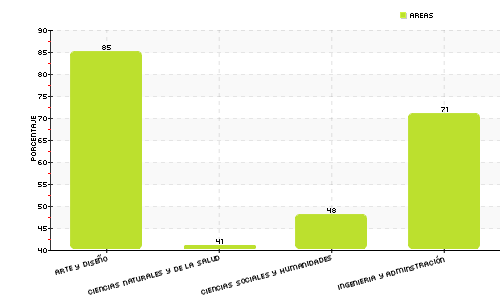 AREAS
PORCENTAJE
90
85
80
75
70
65
60
55
50
45
40
85
41
48
71
ARTE Y DISEÑO
CIENCIAS NATURALES Y DE LA SALUD
CIENCIAS SOCIALES Y HUMANIDADES
INGENIERIA Y ADMINSTRACIÓN